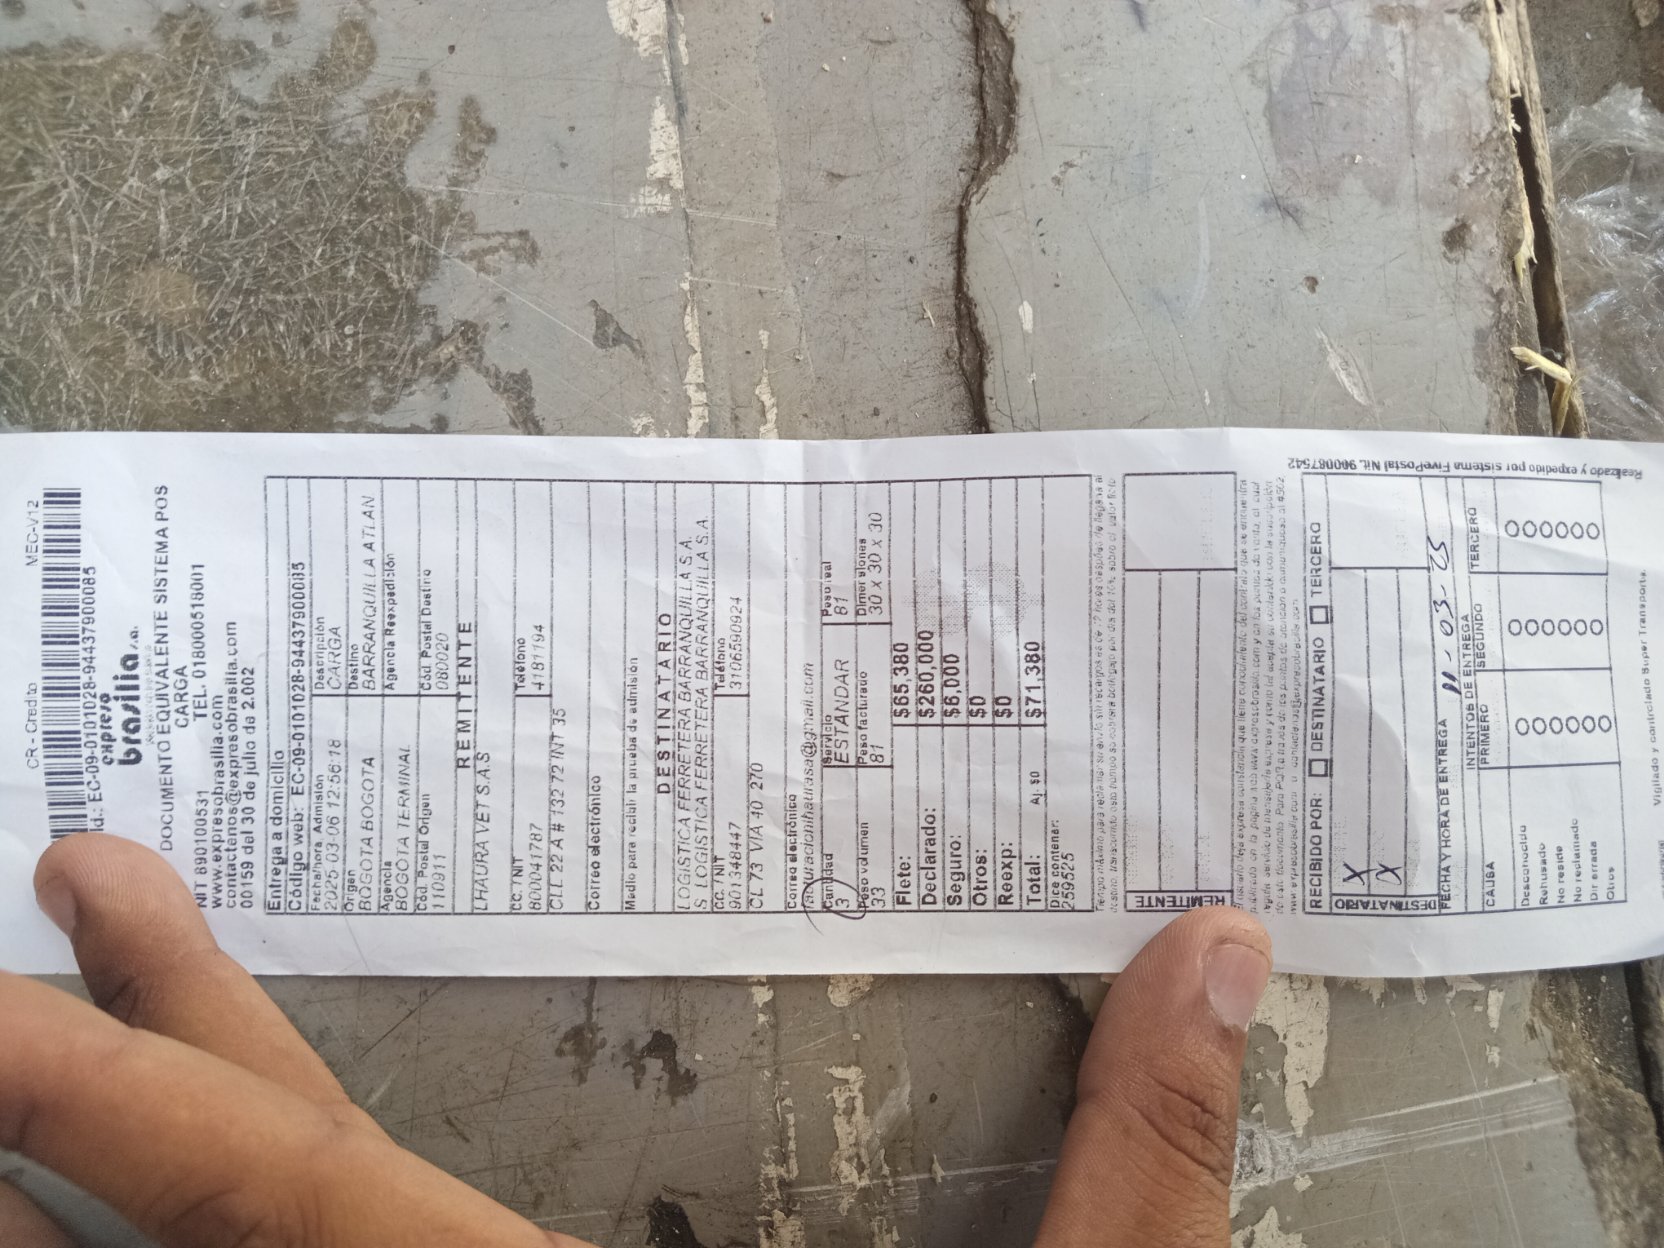 CR - Credito MEC-V12
Id.: EC-09-0101028-944379000085
expreso
brasilia s.a.
DOCUMENTO EQUIVALENTE SISTEMA POS
CARGA
NIT 890100531 TEL. 018000518001
www.expresobrasilia.com
contactenos@expresobrasilia.com
00159 del 30 de julio de 2.002
Entrega a domicilio
Código web: EC-09-0101028-944379000085
Fecha/hora Admisión Descripción
2025-03-06 12:56:18 CARGA
Origen Destino
BOGOTA BOGOTA BARRANQUILLA ATLAN
Agencia Agencia Reexpedición
BOGOTA TERMINAL
Cód. Postal Origen Cód. Postal Destino
110911 080020
REMITENTE
LHAURA VET S.A.S
CC. / NIT Teléfono
800041787 4181194
CLL 22 A # 132 72 INT 35
Correo electrónico
Medio para recibir la prueba de admisión
DESTINATARIO
LOGISTICA FERRETERA BARRANQUILLA S.A.
S LOGISTICA FERRETERA BARRANQUILLA S.A.
CC. / NIT Teléfono
901348447 3106590924
CL 73 VIA 40 270
Correo electrónico
Cantidad Servicio Peso real
3 ESTANDAR 81
Peso volumen Peso facturado Dimensiones
33 81 30 x 30 x 30
Flete: $65,380
Declarado: $260,000
Seguro: $6,000
Otros: $0
Reexp: $0
Total: Aj. $0 $71,380
Dice contener:
259525
REMITENTE
Realizado y expedido por sistema FivePostal Nit. 900087542
RECIBIDO POR: DESTINATARIO TERCERO
DESTINATARIO
X
X
FECHA Y HORA DE ENTREGA 11-03-25
INTENTOS DE ENTREGA
CAUSA PRIMERO SEGUNDO TERCERO
Desconocido
Rehusado
No reside
No reclamado
Dir errada
Otros
Vigilado y controlado Super Transporte.